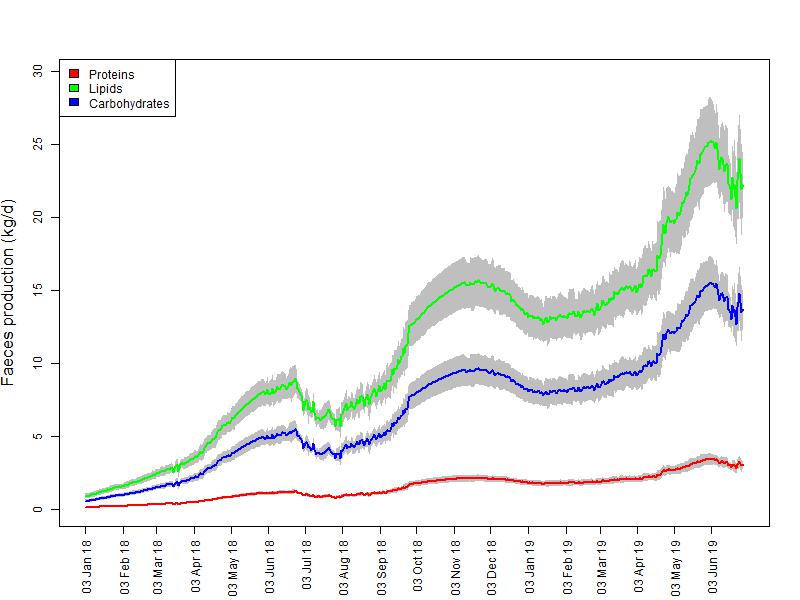 Proteins
Lipids
Carbohydrates
Faeces production (kg/d)
30
25
20
15
10
5
0
03 Jan 18
03 Feb 18
03 Mar 18
03 Apr 18
03 May 18
03 Jun 18
03 Jul 18
03 Aug 18
03 Sep 18
03 Oct 18
03 Nov 18
03 Dec 18
03 Jan 19
03 Feb 19
03 Mar 19
03 Apr 19
03 May 19
03 Jun 19